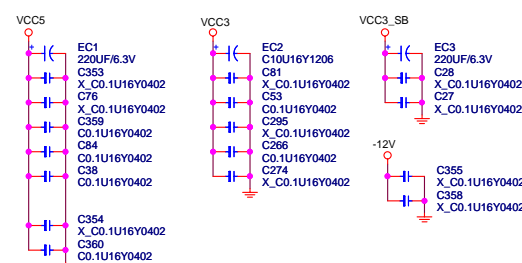 VCC5
+
EC1
220UF/6.3V
C353
X_C0.1U16Y0402
C76
X_C0.1U16Y0402
C359
C0.1U16Y0402
C84
C0.1U16Y0402
C38
C0.1U16Y0402
C354
X_C0.1U16Y0402
C360
C0.1U16Y0402
VCC3
+
EC2
C10U16Y1206
C81
X_C0.1U16Y0402
C53
C0.1U16Y0402
C295
X_C0.1U16Y0402
C266
C0.1U16Y0402
C274
X_C0.1U16Y0402
VCC3_SB
+
EC3
220UF/6.3V
C28
X_C0.1U16Y0402
C27
X_C0.1U16Y0402
-12V
C355
X_C0.1U16Y0402
C358
X_C0.1U16Y0402